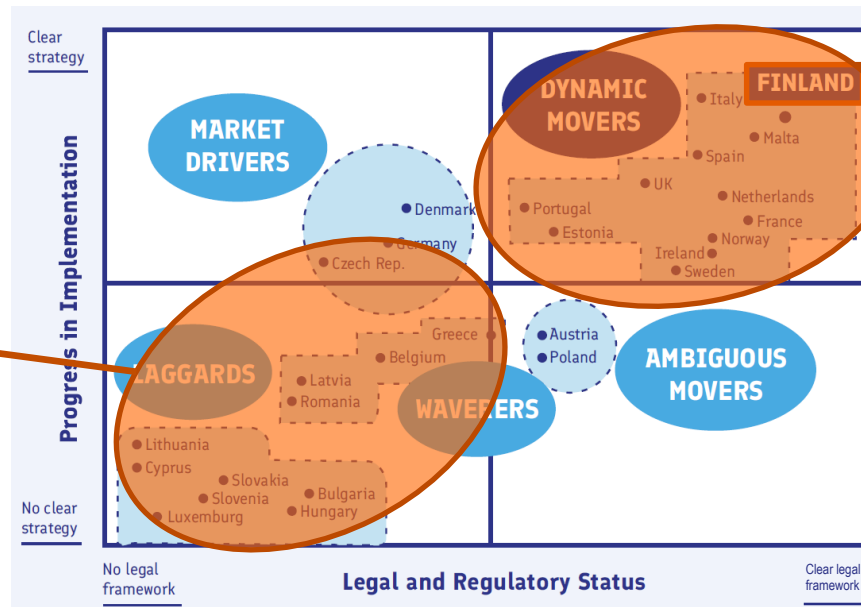 Clear
strategy
Progress in Implementation
No clear
strategy
MARKET
DRIVERS
DYNAMIC
MOVERS
FINLAND
Italy
Malta
Spain
UK
Netherlands
Portugal
France
Estonia
Norway
Ireland
Sweden
Denmark
Germany
Czech Rep.
LAGGARDS
Greece
Belgium
Latvia
Romania
WAVERERS
Austria
Poland
AMBIGUOUS
MOVERS
Lithuania
Cyprus
Slovakia
Slovenia
Bulgaria
Luxemburg
Hungary
No legal
framework
Legal and Regulatory Status
Clear legal
framework